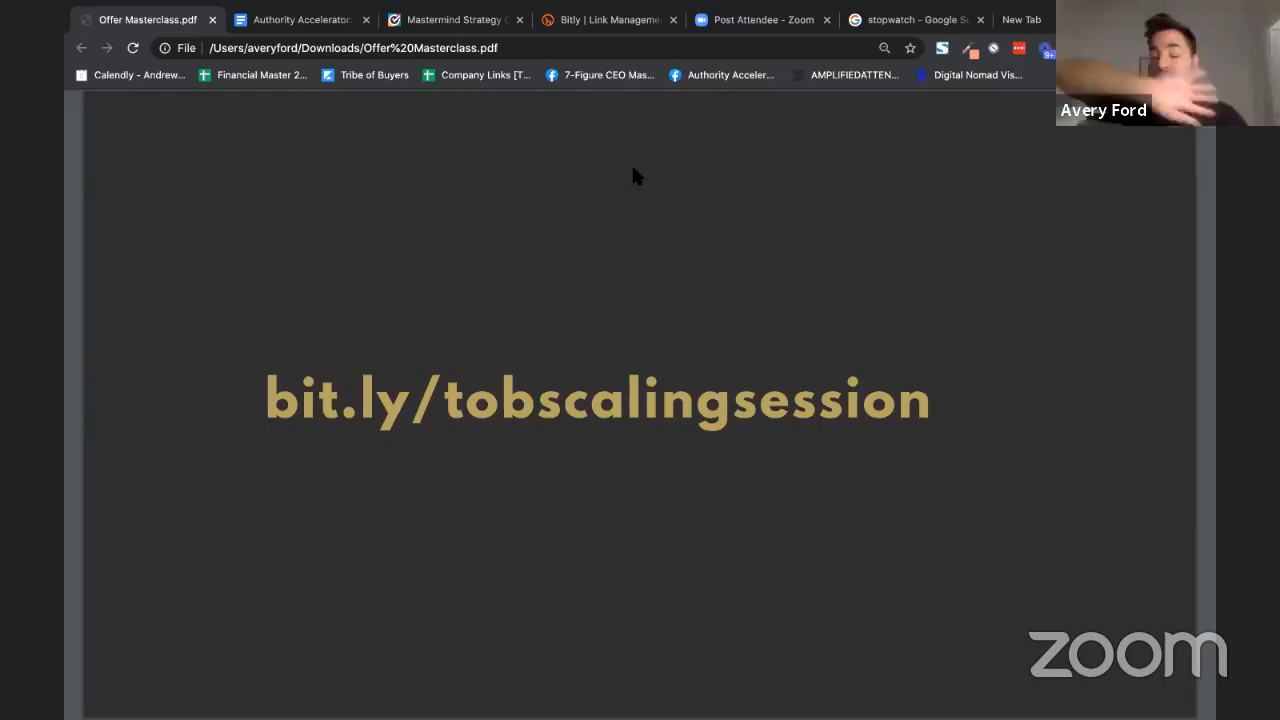 Offer Masterclass.pdf
Authority Accelerator:
Mastermind Strategy
Bitly | Link Manageme
Post Attendee - Zoom
stopwatch - Google S
New Tab
File
/Users/averyford/Downloads/Offer%20Masterclass.pdf
9+
Calendly - Andrew...
Financial Master 2...
Tribe of Buyers
Company Links [T...
7-Figure CEO Mas...
Authority Acceler...
AMPLIFIEDATTEN...
Digital Nomad Vis...
Avery Ford
bit.ly/tobscalingsession
zoom